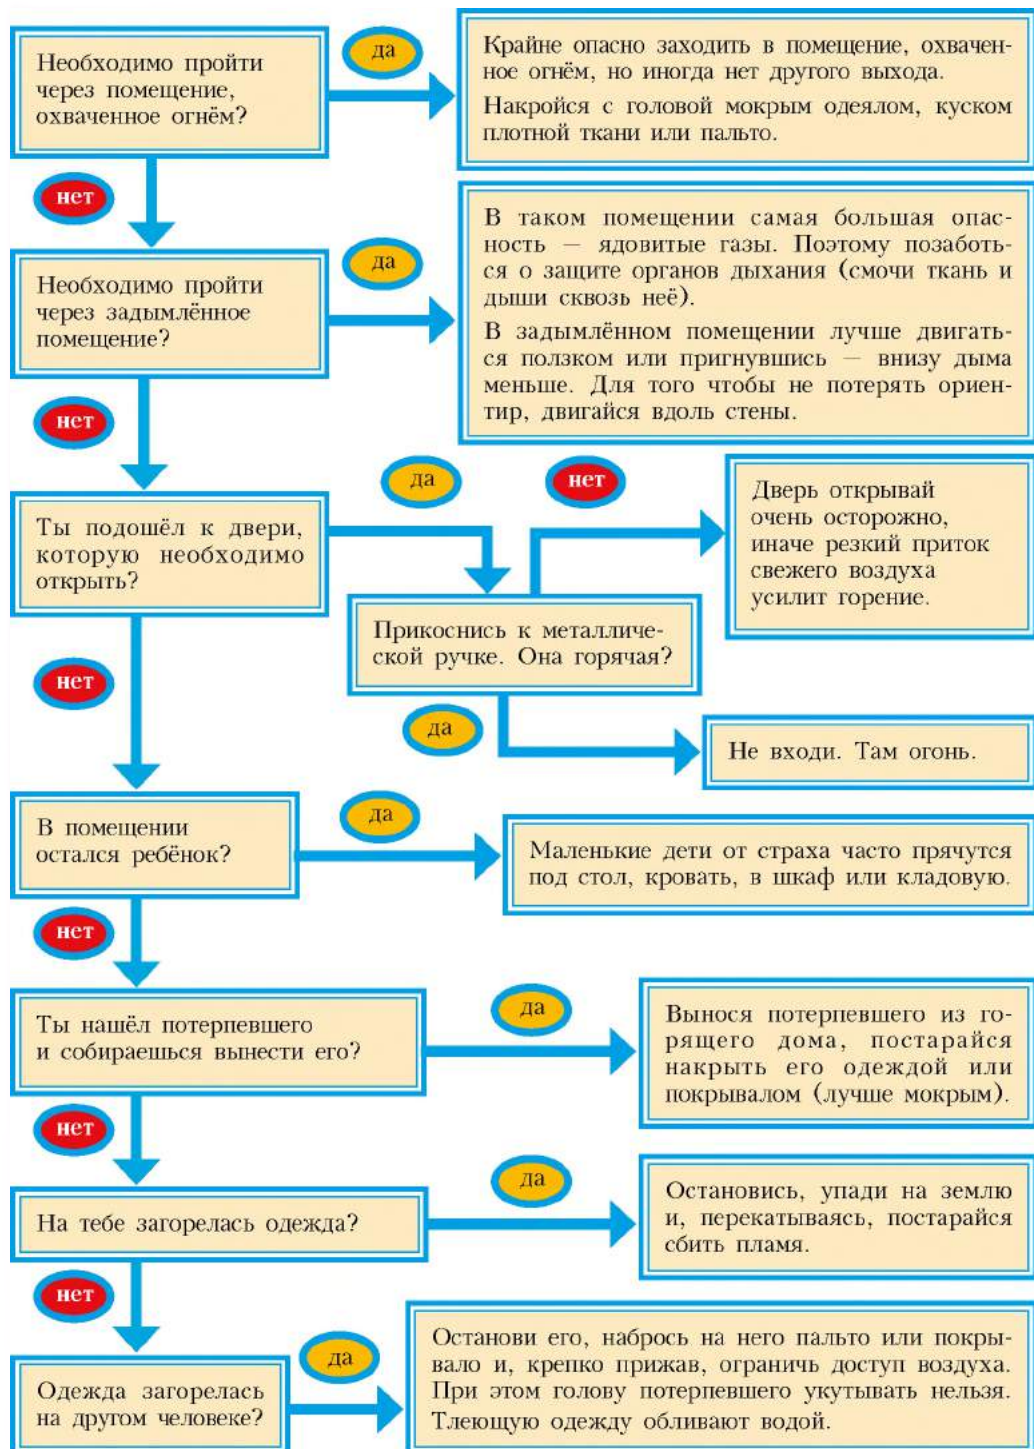 Необходимо пройти
через помещение,
охваченное огнём?
да
Крайне опасно заходить в помещение, охвачен-
ное огнём, но иногда нет другого выхода.
Накройся с головой мокрым одеялом, куском
плотной ткани или пальто.
нет
Необходимо пройти
через задымлённое
помещение?
да
В таком помещении самая большая опас-
ность — ядовитые газы. Поэтому позаботь-
ся о защите органов дыхания (смочи ткань и
дыши сквозь неё).
В задымлённом помещении лучше двигать-
ся ползком или пригнувшись — внизу дыма
меньше. Для того чтобы не потерять ориен-
тир, двигайся вдоль стены.
нет
Ты подошёл к двери,
которую необходимо
открыть?
да
Прикоснись к металличе-
ской ручке. Она горячая?
нет
Дверь открывай
очень осторожно,
иначе резкий приток
свежего воздуха
усилит горение.
да
Не входи. Там огонь.
нет
В помещении
остался ребёнок?
да
Маленькие дети от страха часто прячутся
под стол, кровать, в шкаф или кладовую.
нет
Ты нашёл потерпевшего
и собираешься вынести его?
да
Вынося потерпевшего из го-
рящего дома, постарайся
накрыть его одеждой или
покрывалом (лучше мокрым).
нет
На тебе загорелась одежда?
да
Остановись, упади на землю
и, перекатываясь, постарайся
сбить пламя.
нет
Одежда загорелась
на другом человеке?
да
Останови его, набрось на него пальто или покры-
вало и, крепко прижав, ограничь доступ воздуха.
При этом голову потерпевшего укутывать нельзя.
Тлеющую одежду обливают водой.